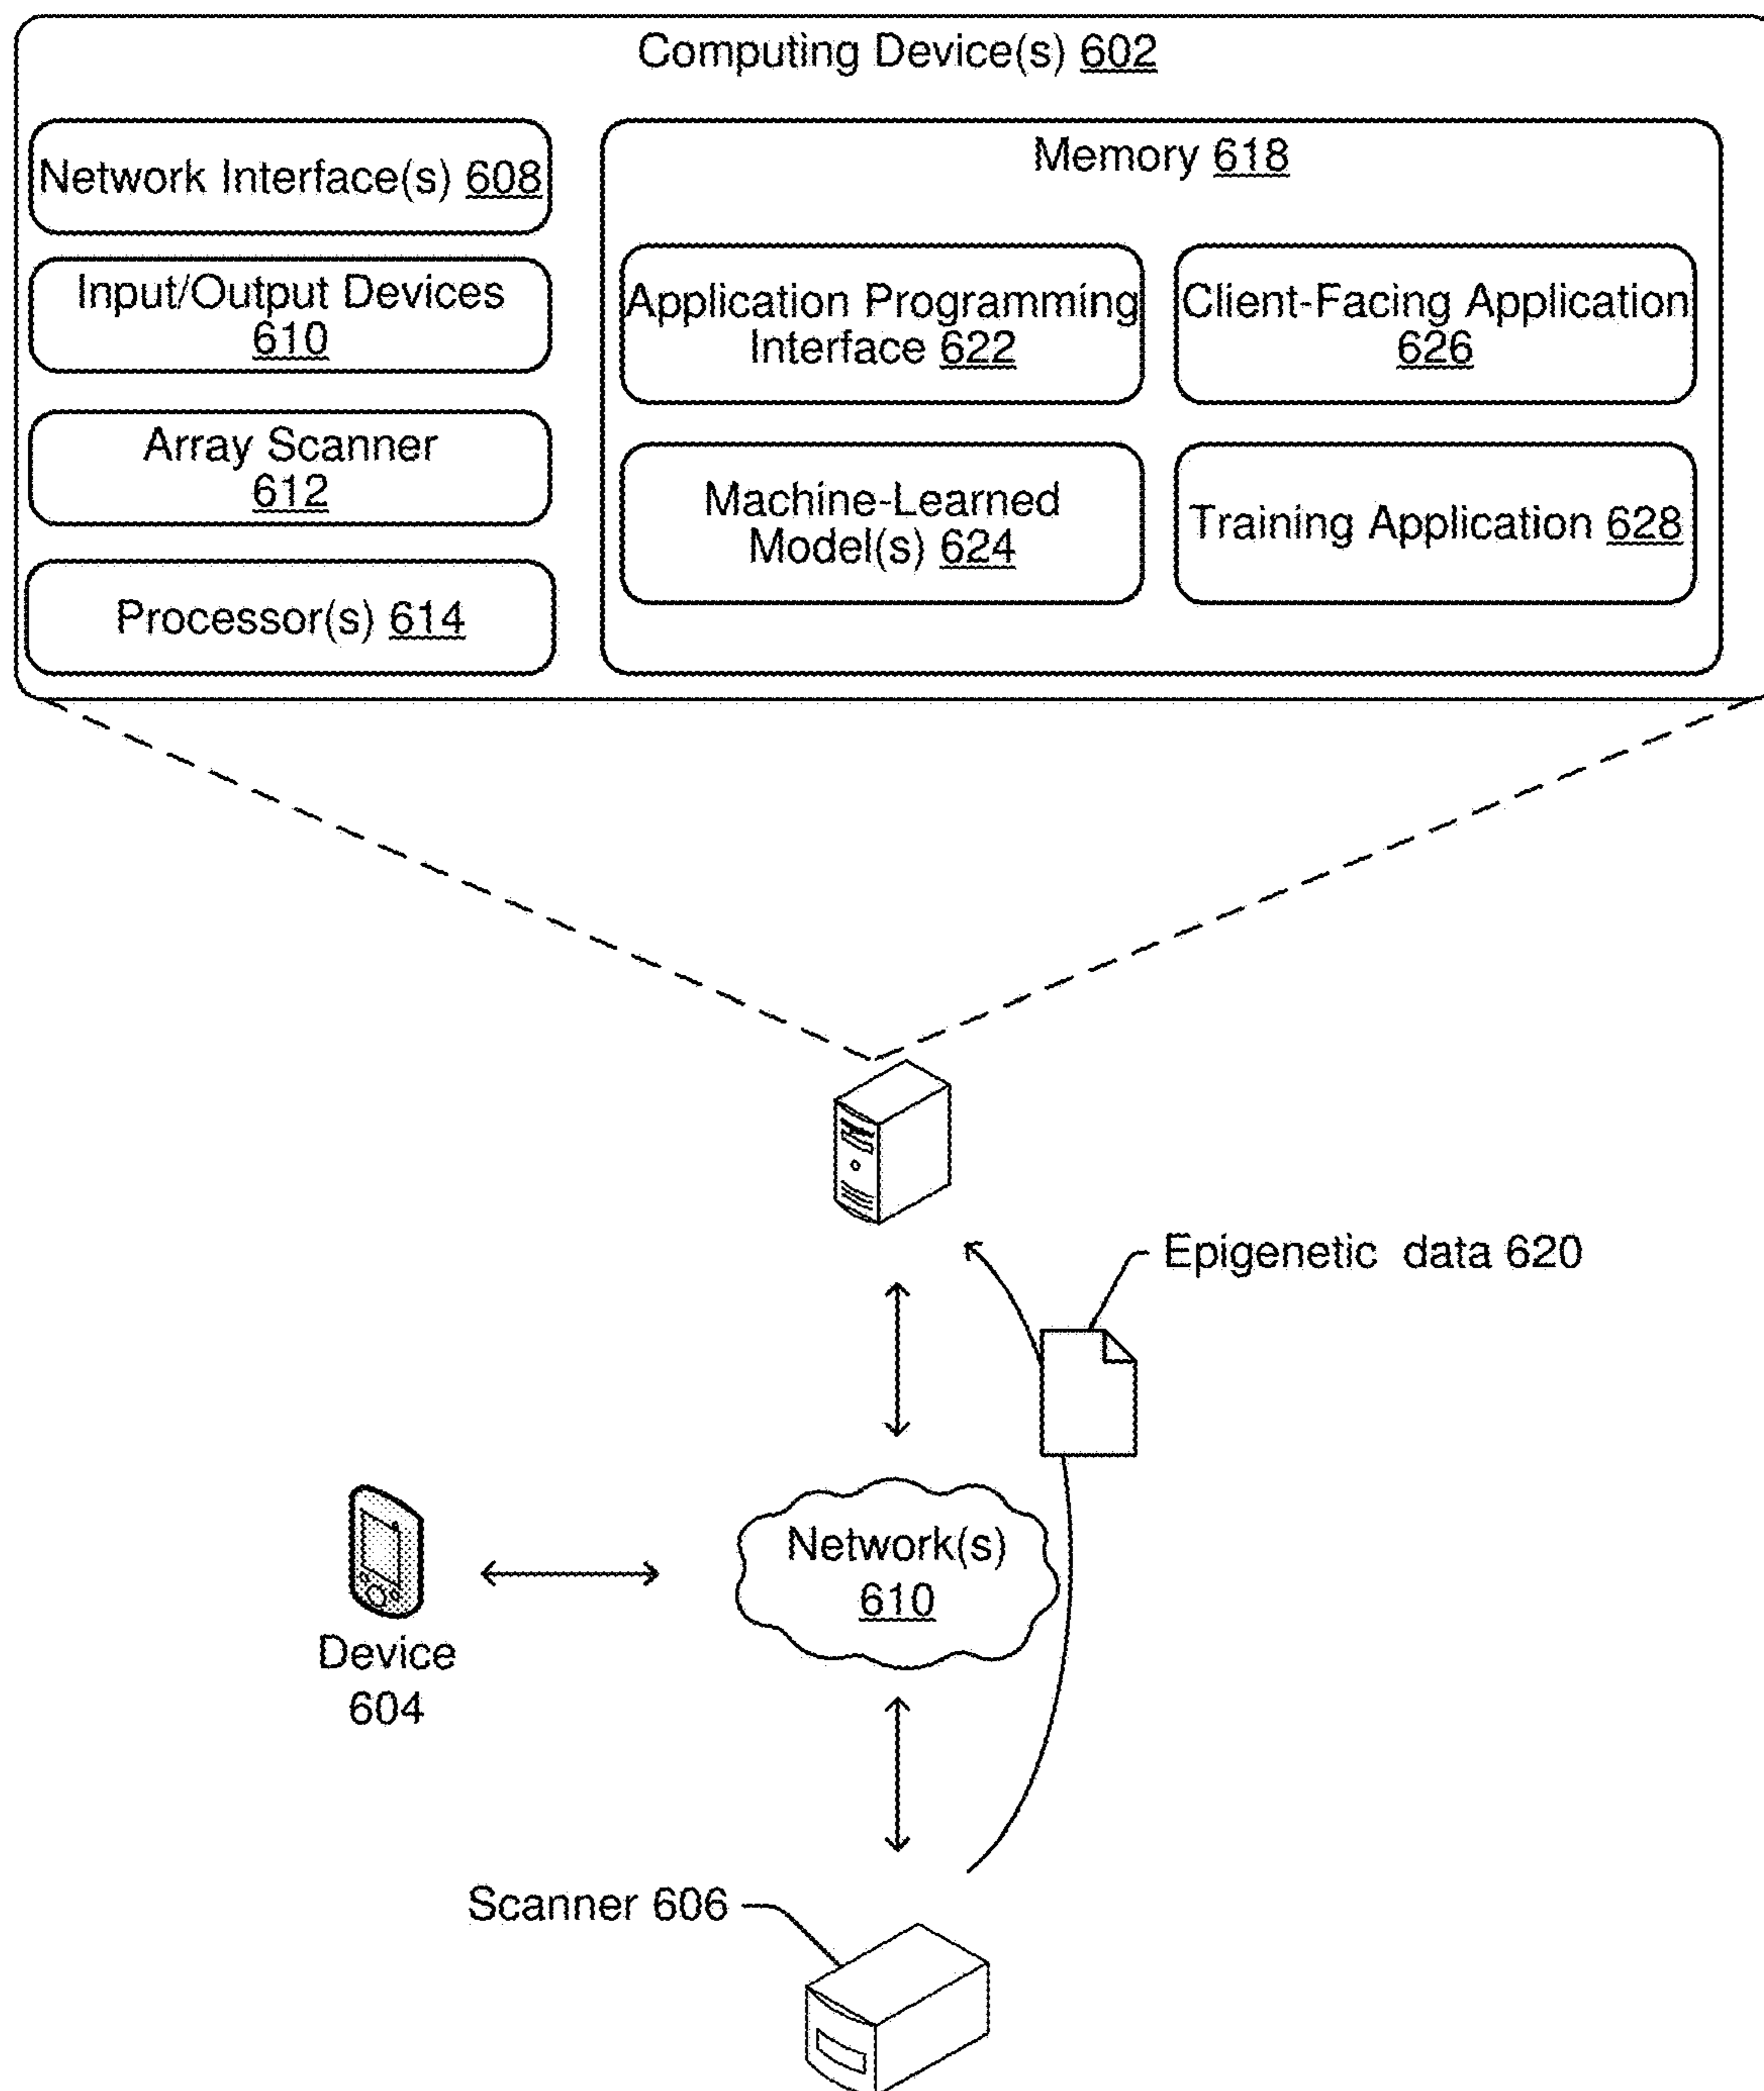 Computing Device(s) 602
Network Interface(s) 608
Input/Output Devices
610
Array Scanner
612
Processor(s) 614
Memory 618
Application Programming
Interface 622
Client-Facing Application
626
Machine-Learned
Model(s) 624
Training Application 628
Epigenetic data 620
Network(s)
610
Device
604
Scanner 606